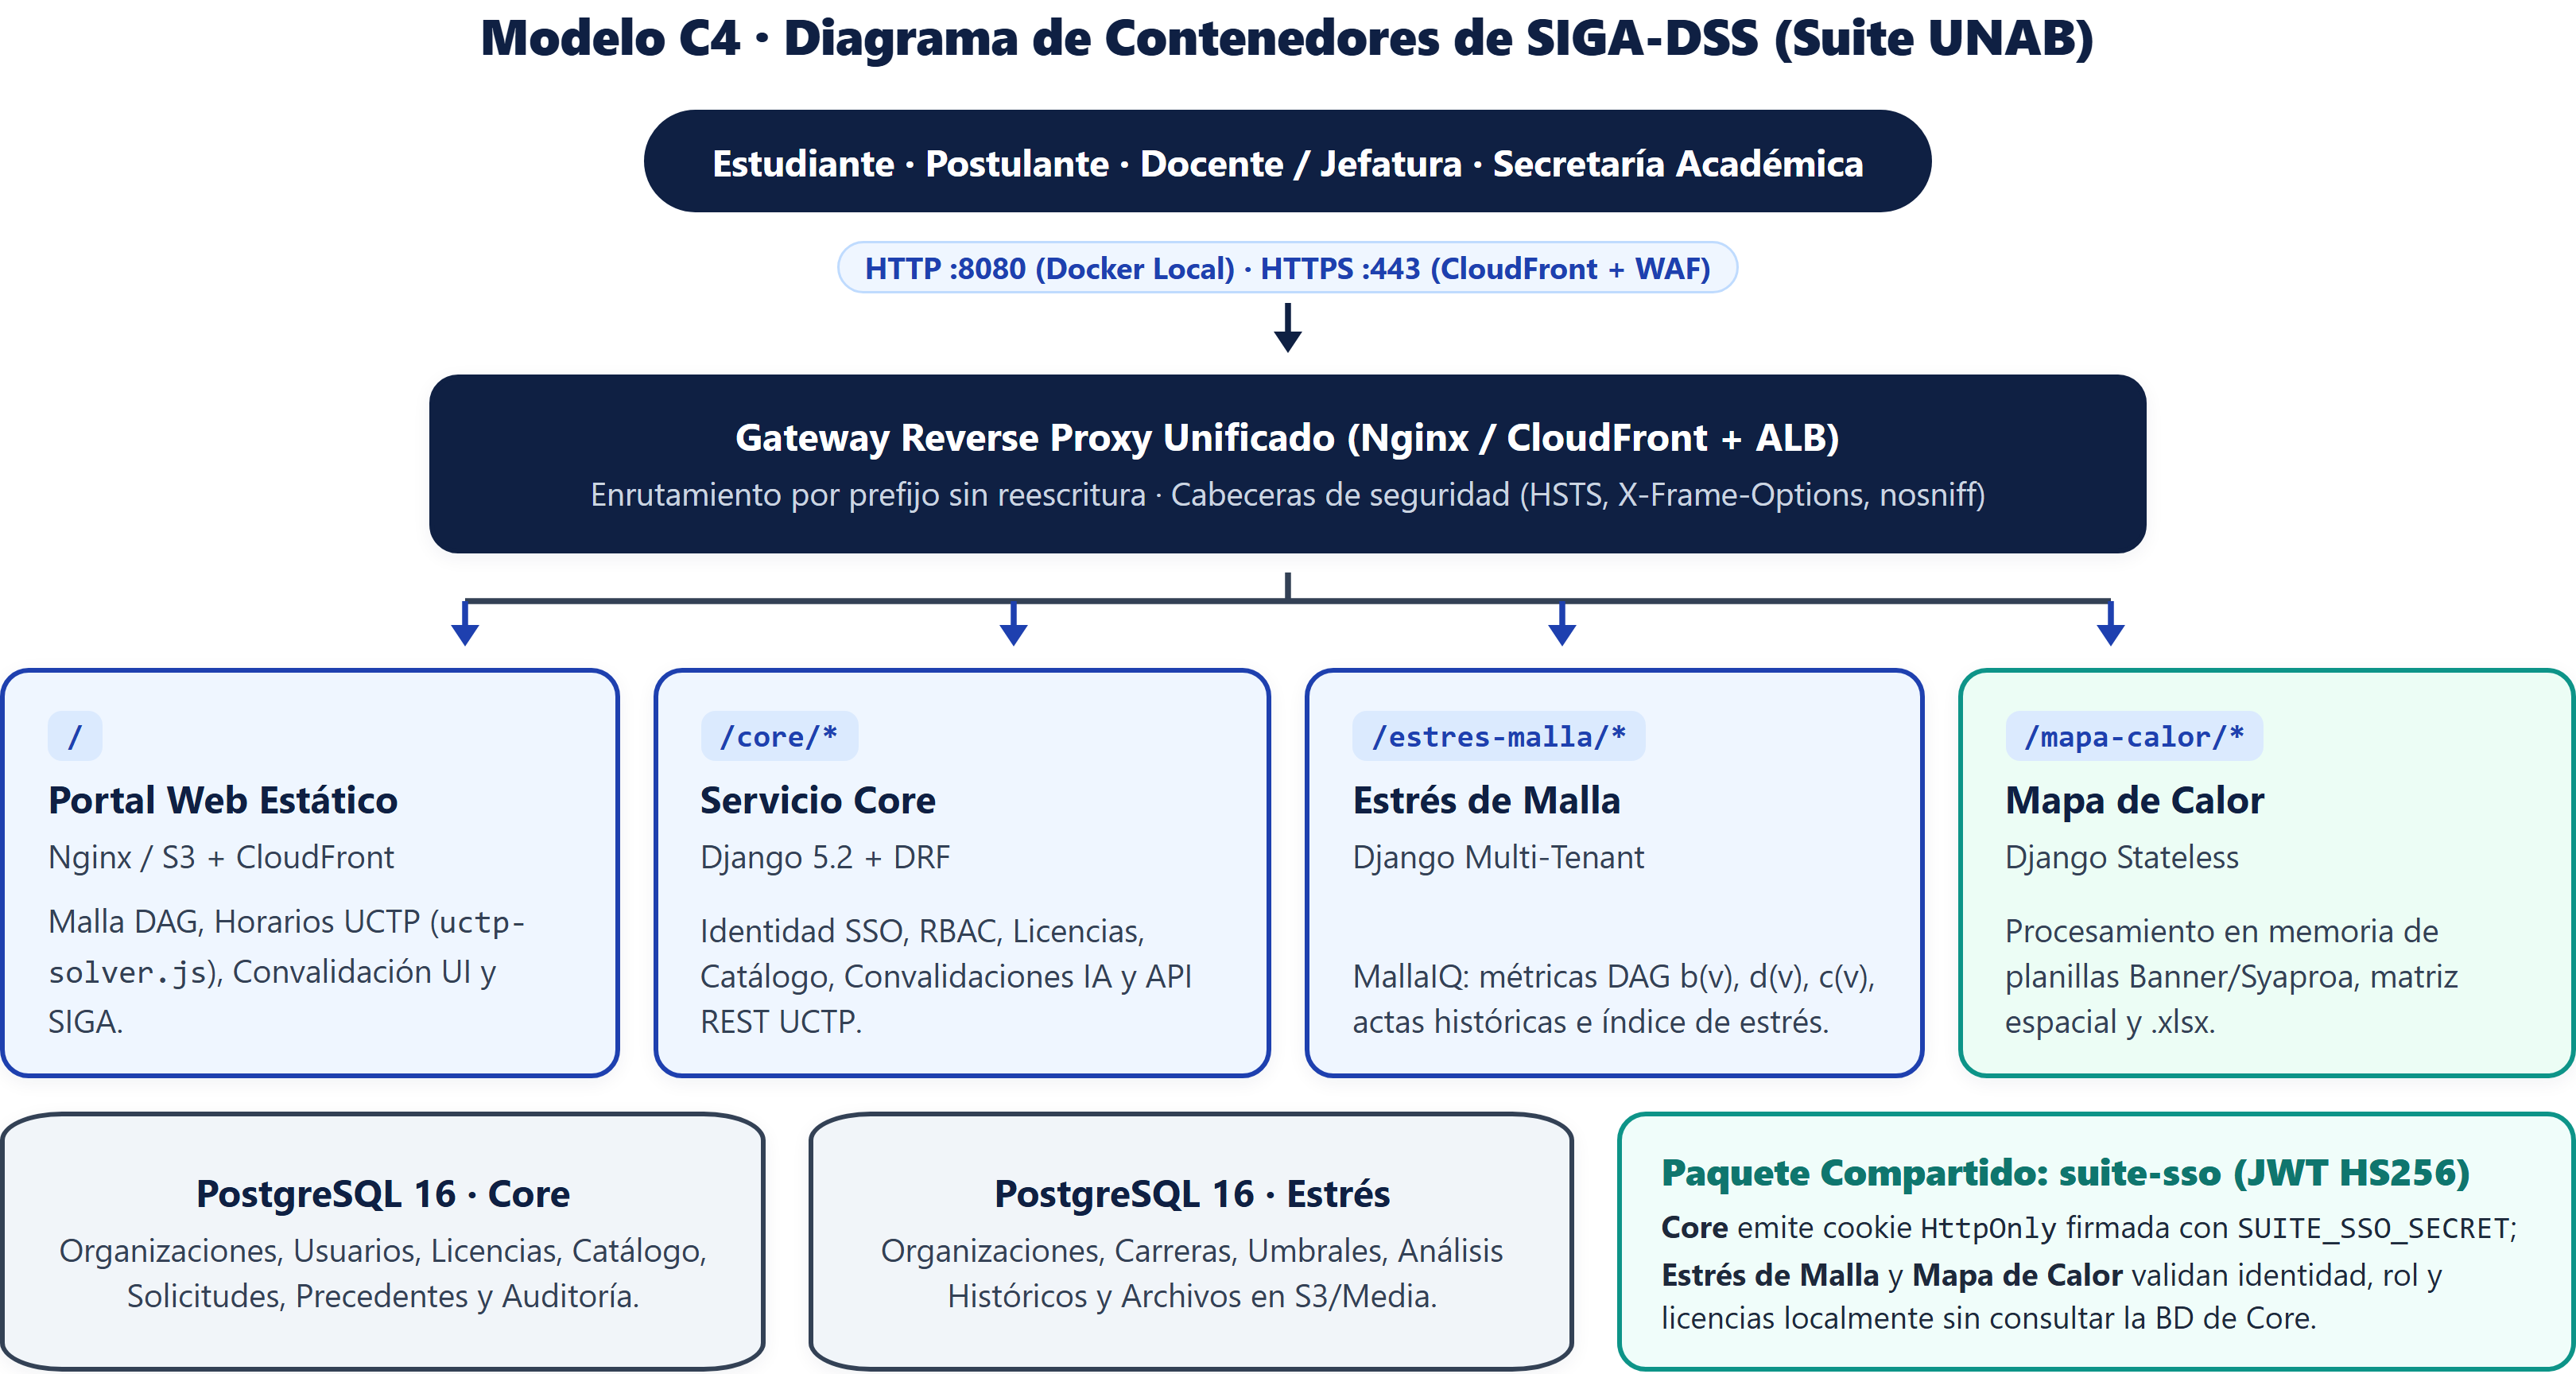 Modelo C4 · Diagrama de Contenedores de SIGA-DSS (Suite UNAB)
Estudiante · Postulante · Docente / Jefatura · Secretaría Académica
HTTP :8080 (Docker Local) · HTTPS :443 (CloudFront + WAF)
Gateway Reverse Proxy Unificado (Nginx / CloudFront + ALB)
Enrutamiento por prefijo sin reescritura · Cabeceras de seguridad (HSTS, X-Frame-Options, nosniff)
/
Portal Web Estático
Nginx / S3 + CloudFront
Malla DAG, Horarios UCTP (uctp-
solver.js), Convalidación UI y
SIGA.
/core/*
Servicio Core
Django 5.2 + DRF
Identidad SSO, RBAC, Licencias,
Catálogo, Convalidaciones IA y API
REST UCTP.
/estres-malla/*
Estrés de Malla
Django Multi-Tenant
MallaIQ: métricas DAG b(v), d(v), c(v),
actas históricas e índice de estrés.
/mapa-calor/*
Mapa de Calor
Django Stateless
Procesamiento en memoria de
planillas Banner/Syaproa, matriz
espacial y .xlsx.
PostgreSQL 16 · Core
Organizaciones, Usuarios, Licencias, Catálogo,
Solicitudes, Precedentes y Auditoría.
PostgreSQL 16 · Estrés
Organizaciones, Carreras, Umbrales, Análisis
Históricos y Archivos en S3/Media.
Paquete Compartido: suite-sso (JWT HS256)
Core emite cookie HttpOnly firmada con SUITE_SSO_SECRET;
Estrés de Malla y Mapa de Calor validan identidad, rol y
licencias localmente sin consultar la BD de Core.